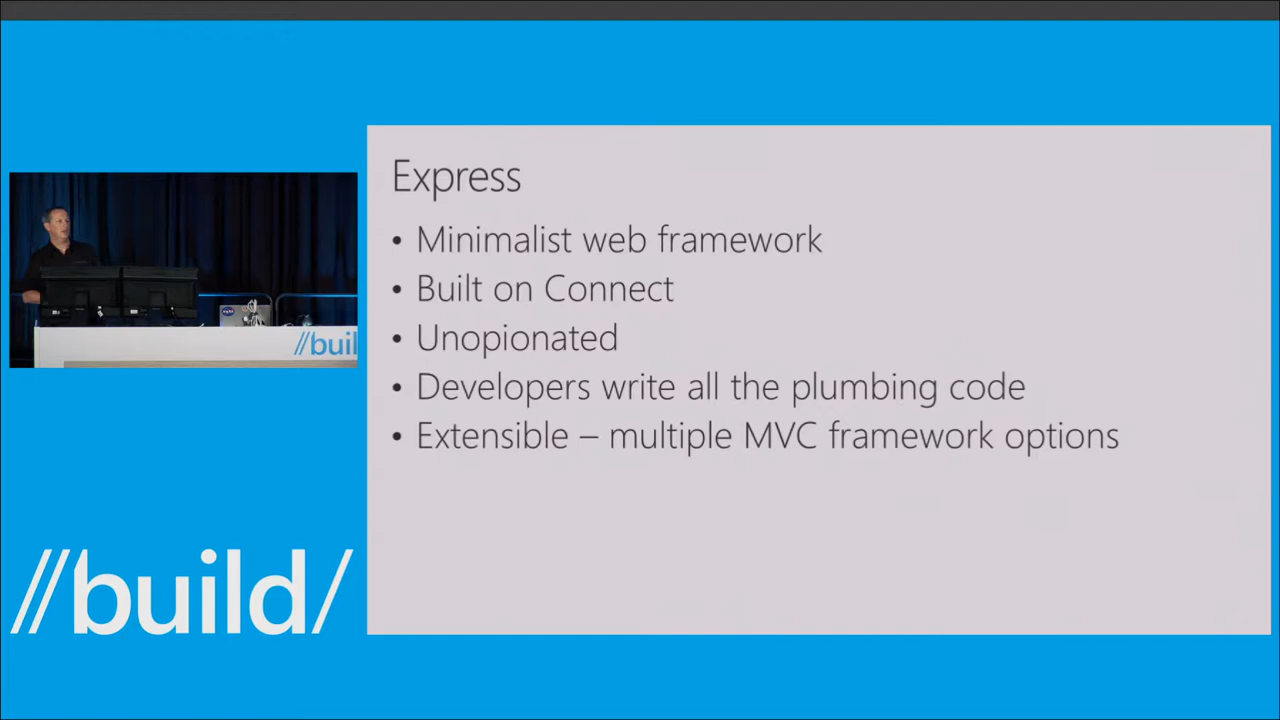 Express
• Minimalist web framework
• Built on Connect
• Unopionated
• Developers write all the plumbing code
• Extensible – multiple MVC framework options
//buil
//build/